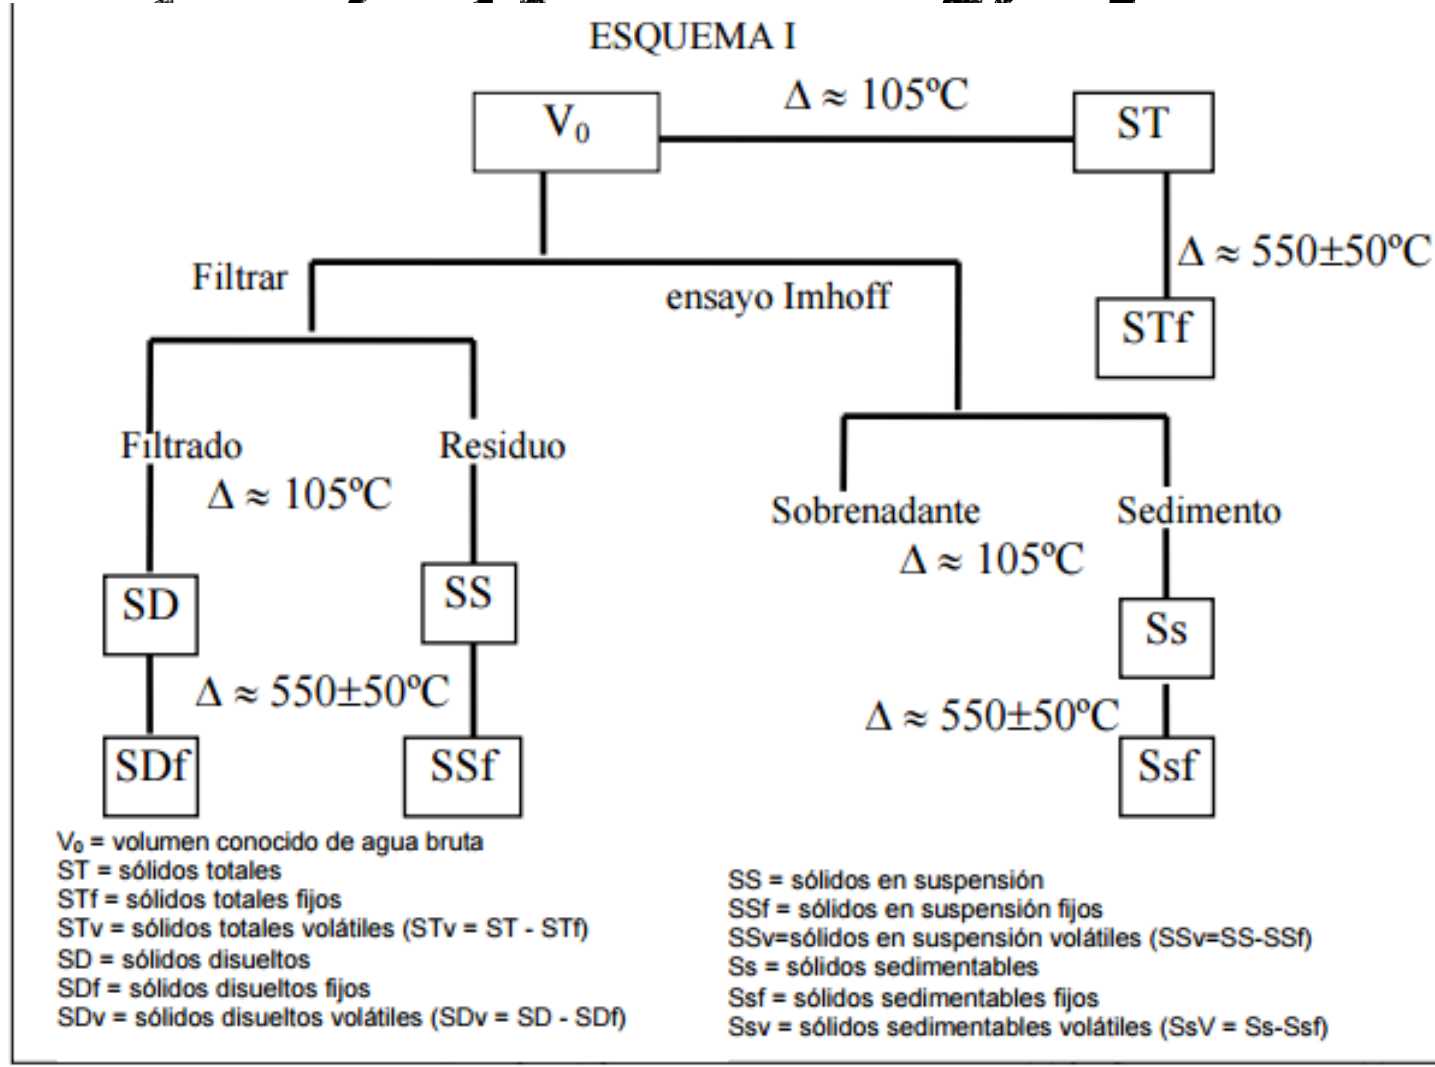 ESQUEMA I
V₀
Δ ≈ 105ºC
ST
Δ ≈ 550±50ºC
STf
Filtrar
ensayo Imhoff
Filtrado
Residuo
Δ ≈ 105ºC
Sobrenadante
Sedimento
Δ ≈ 105ºC
SD
SS
Ss
Δ ≈ 550±50ºC
Δ ≈ 550±50ºC
SDf
SSf
Ssf
V₀ = volumen conocido de agua bruta
ST = sólidos totales
STf = sólidos totales fijos
STv = sólidos totales volátiles (STv = ST - STf)
SD = sólidos disueltos
SDf = sólidos disueltos fijos
SDv = sólidos disueltos volátiles (SDv = SD - SDf)
SS = sólidos en suspensión
SSf = sólidos en suspensión fijos
SSv=sólidos en suspensión volátiles (SSv=SS-SSf)
Ss = sólidos sedimentables
Ssf = sólidos sedimentables fijos
Ssv = sólidos sedimentables volátiles (SsV = Ss-Ssf)